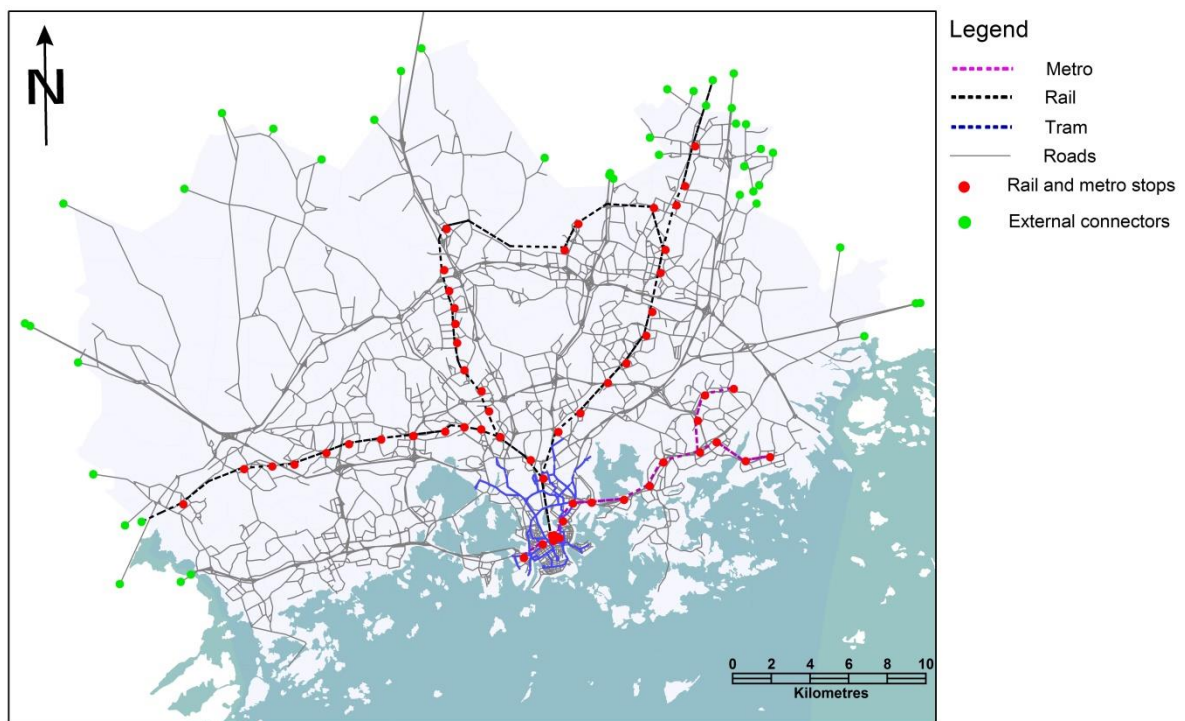 N
Legend
Metro
Rail
Tram
Roads
Rail and metro stops
External connectors
0 2 4 6 8 10
Kilometres